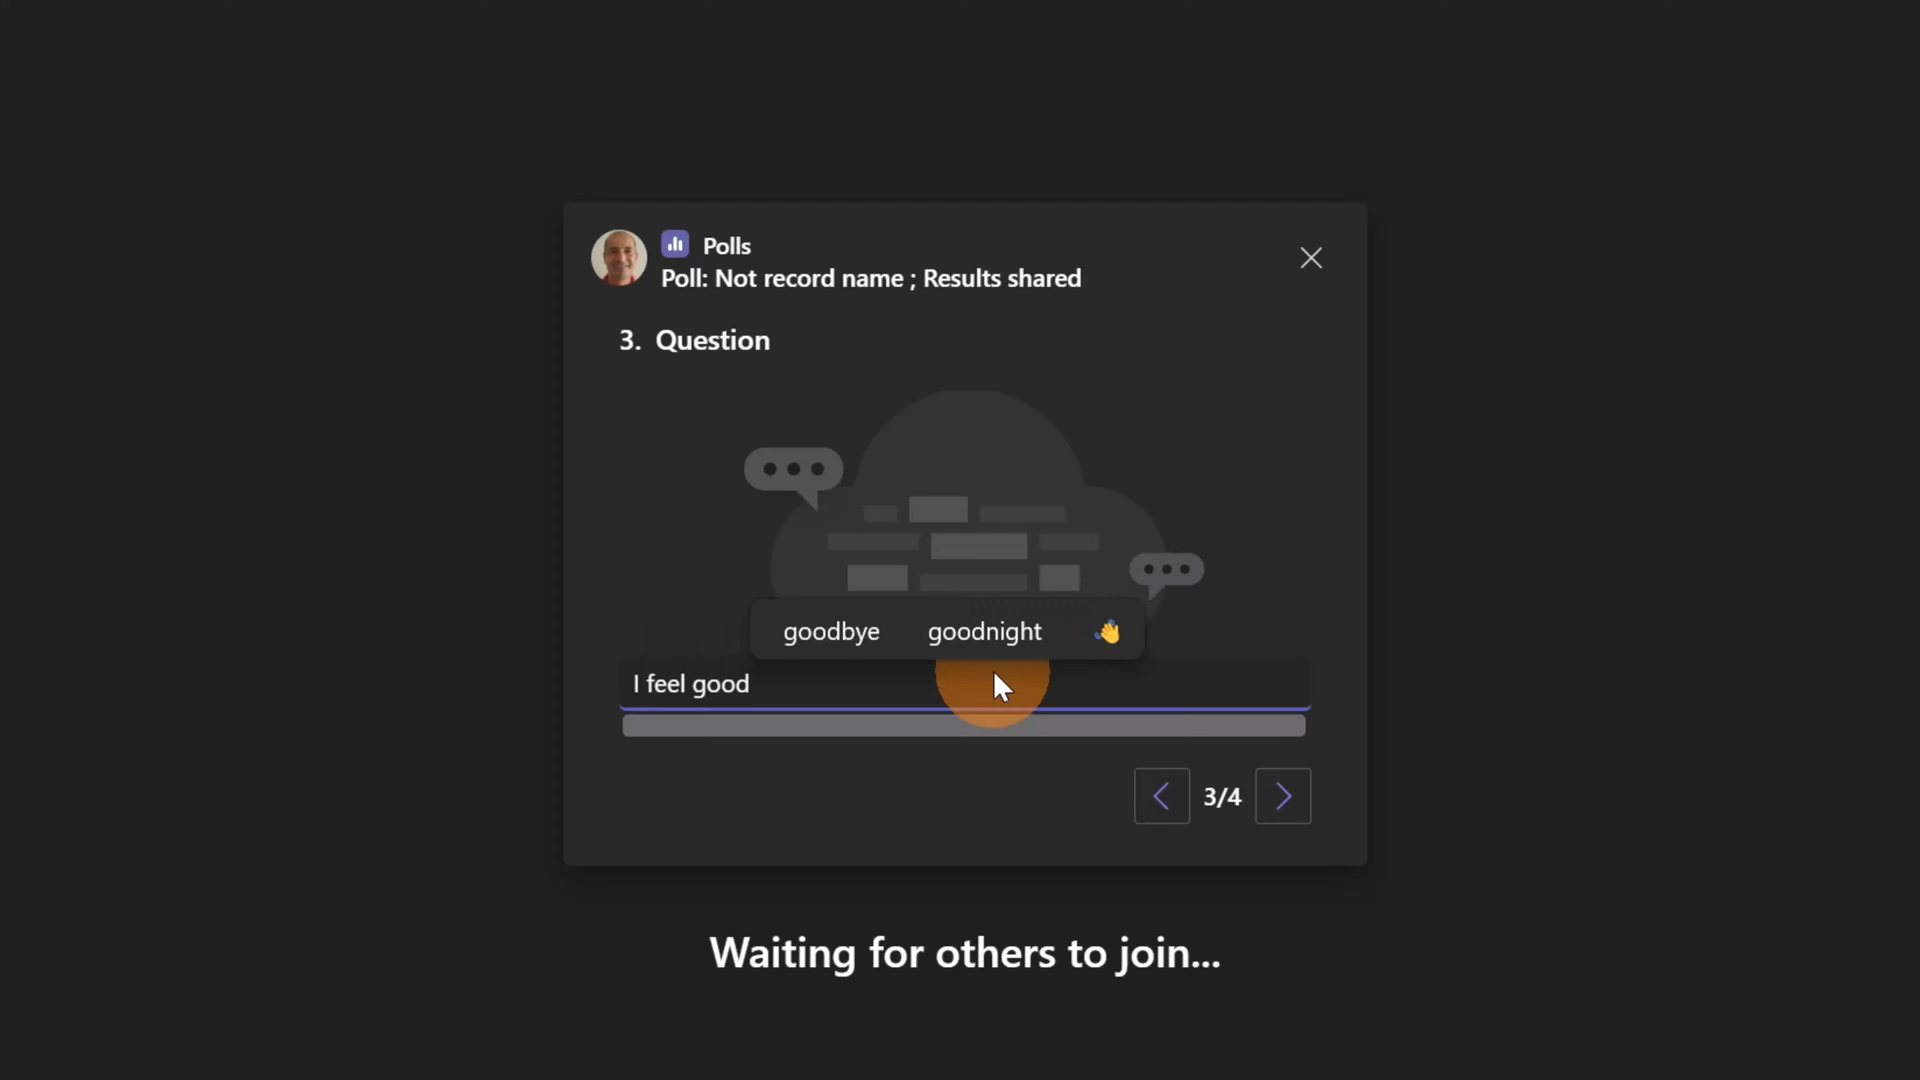 Polls
Poll: Not record name ; Results shared
3. Question
goodbye goodnight 👋
I feel good
3/4
Waiting for others to join...